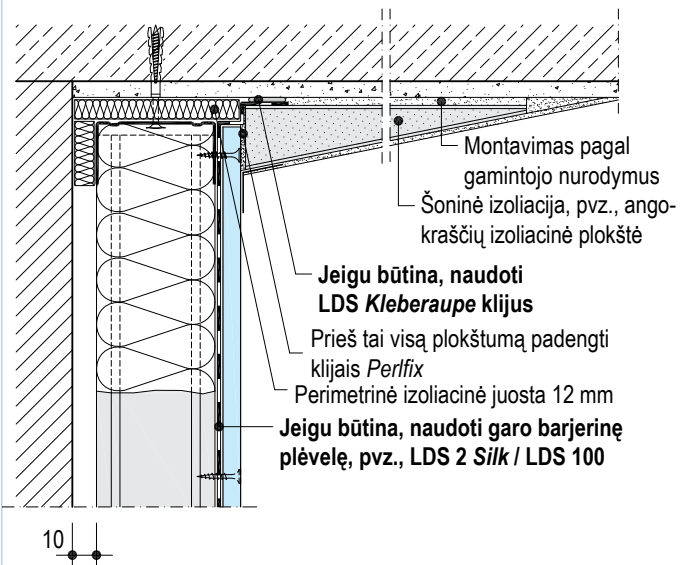 Montavimas pagal
gamintojo nurodymus
Šoninė izoliacija, pvz., ango-
kraščių izoliacinė plokštė
Jeigu būtina, naudoti
LDS Kleberaupe klijus
Prieš tai visą plokštumą padengti
klijais Perlfix
Perimetrinė izoliacinė juosta 12 mm
Jeigu būtina, naudoti garo barjerinę
plėvelę, pvz., LDS 2 Silk / LDS 100
10